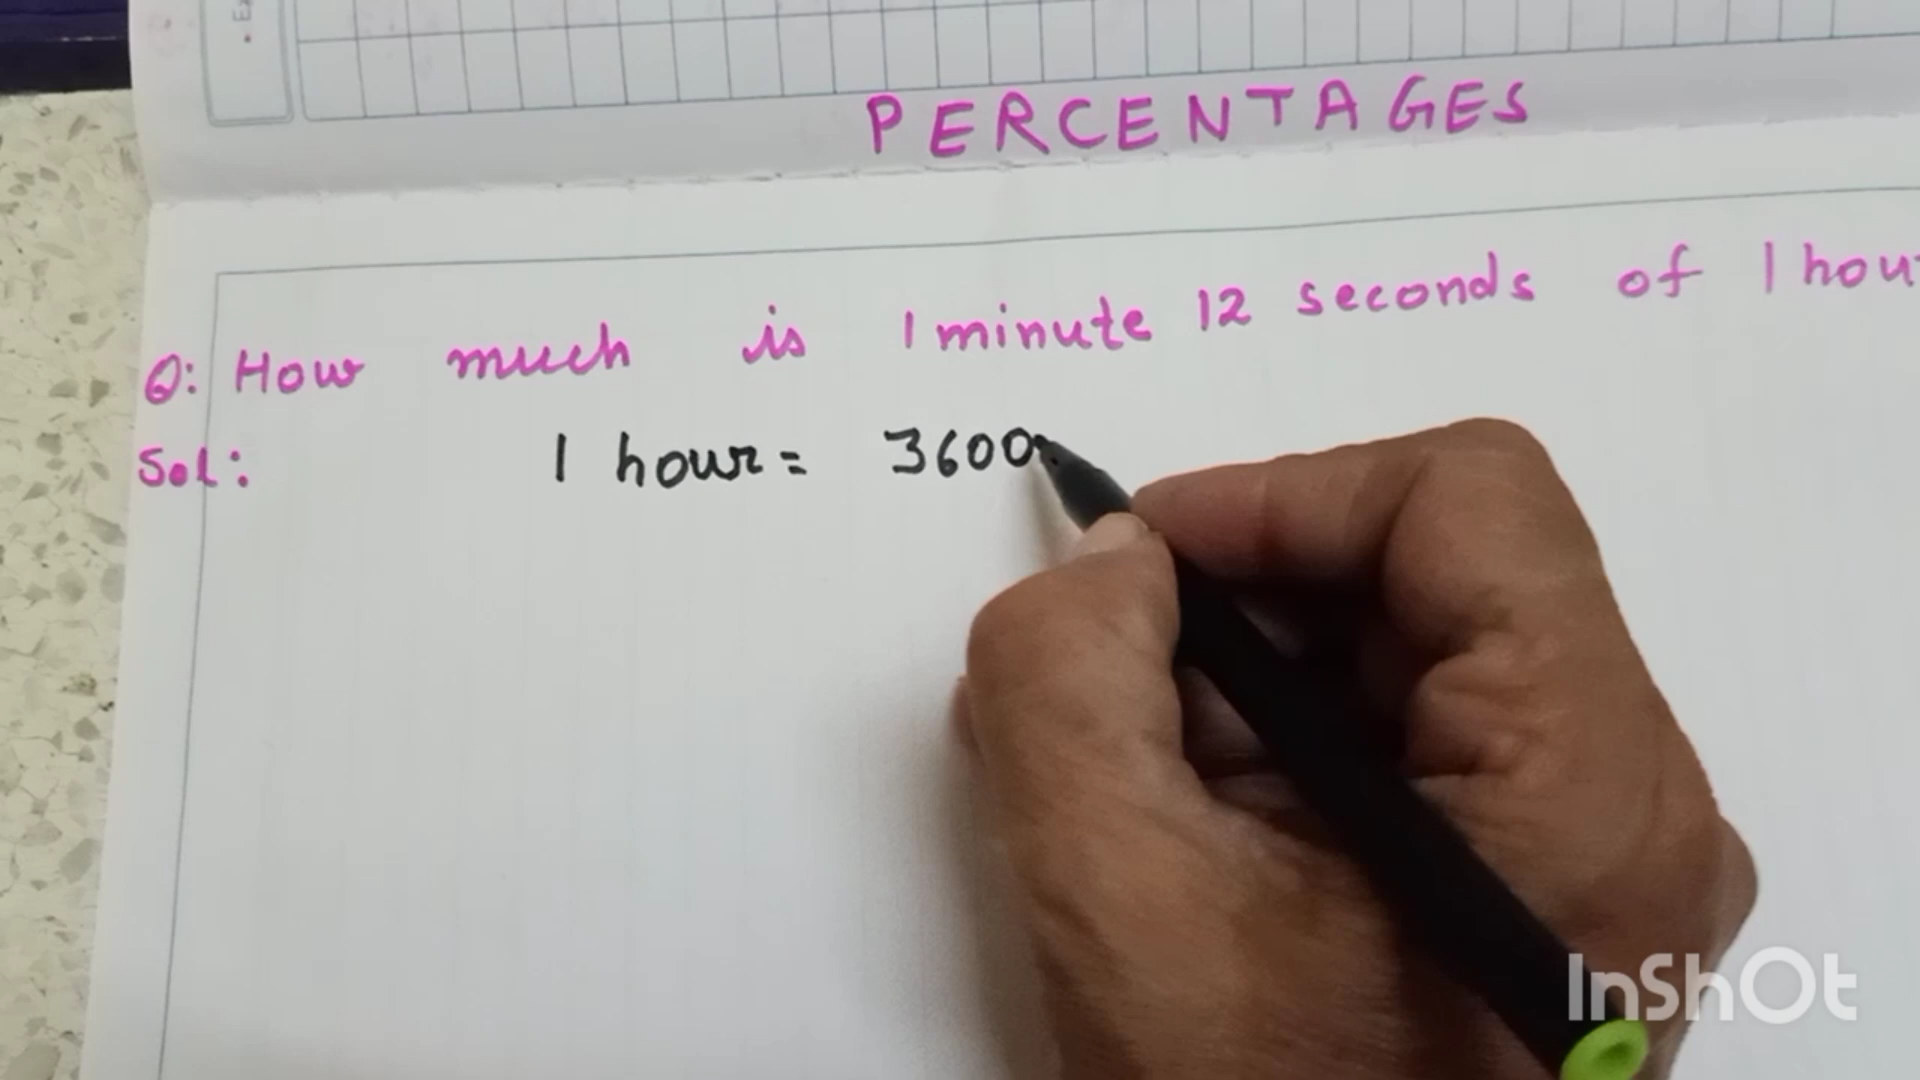 PERCENTAGES
Q: How much is 1 minute 12 seconds of 1 hou
Sol: 1 hour = 3600
InShOt